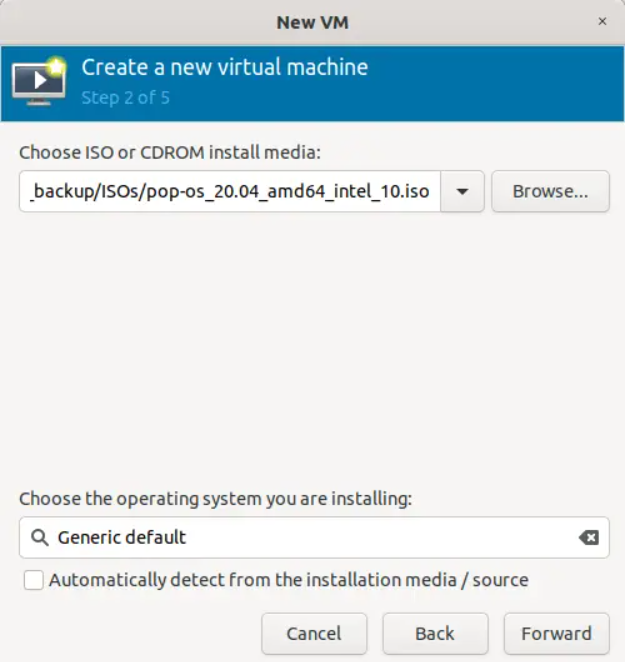 New VM
Create a new virtual machine
Step 2 of 5
Choose ISO or CDROM install media:
_backup/ISOs/pop-os_20.04_amd64_intel_10.iso
Browse...
Choose the operating system you are installing:
Generic default
Automatically detect from the installation media / source
Cancel Back Forward